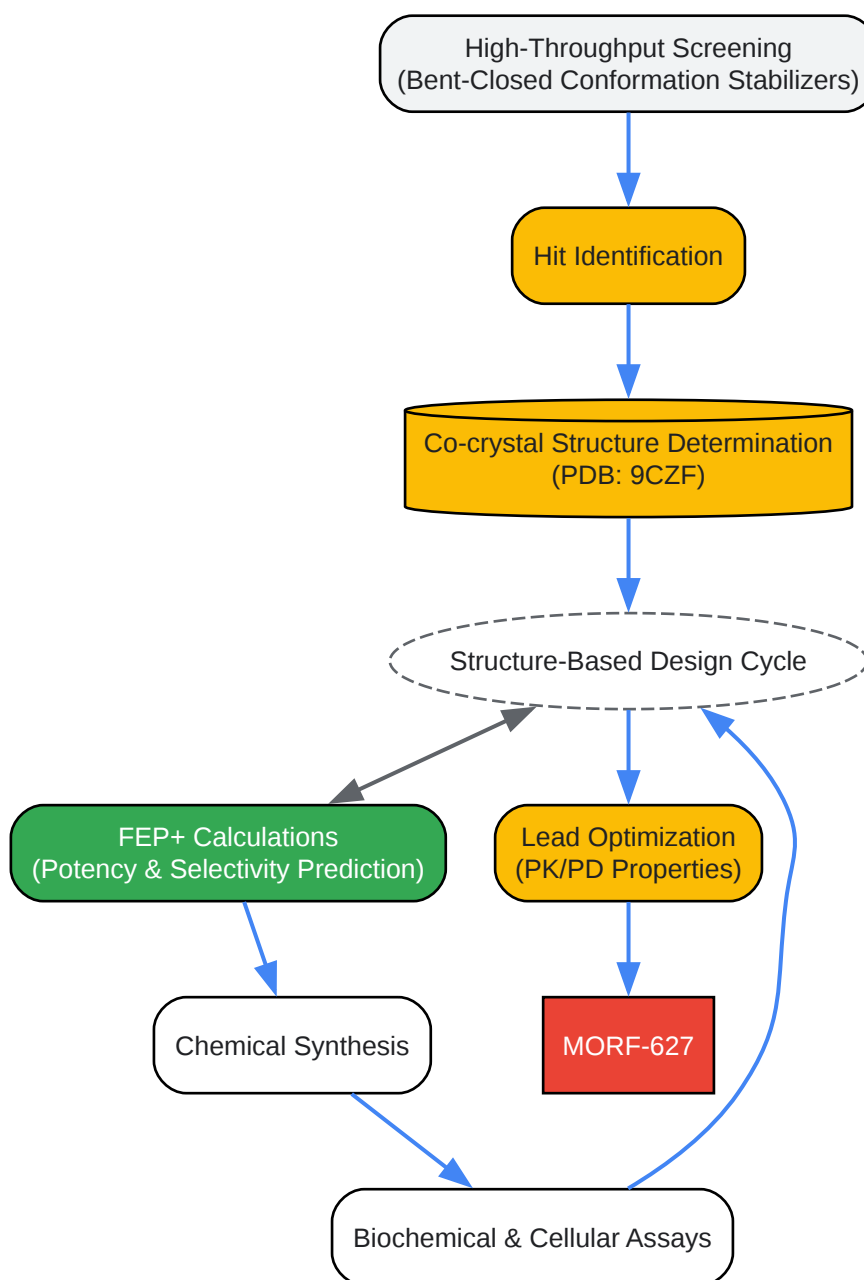 High-Throughput Screening
(Bent-Closed Conformation Stabilizers)
Hit Identification
Co-crystal Structure Determination
(PDB: 9CZF)
Structure-Based Design Cycle
FEP+ Calculations
(Potency & Selectivity Prediction)
Lead Optimization
(PK/PD Properties)
Chemical Synthesis
MORF-627
Biochemical & Cellular Assays